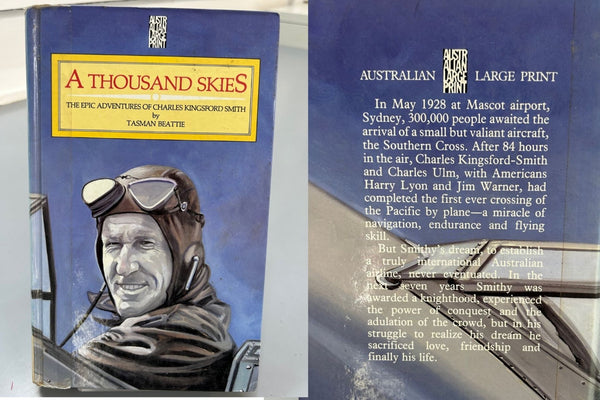 AUSTR
ALIAN
LARGE
PRINT
A THOUSAND SKIES
THE EPIC ADVENTURES OF CHARLES KINGSFORD SMITH
by
TASMAN BEATTIE
AUSTRALIAN
AUSTR
ALIAN
LARGE
PRINT
LARGE PRINT
In May 1928 at Mascot airport,
Sydney, 300,000 people awaited the
arrival of a small but valiant aircraft,
the Southern Cross. After 84 hours
in the air, Charles Kingsford-Smith
and Charles Ulm, with Americans
Harry Lyon and Jim Warner, had
completed the first ever crossing of
the Pacific by plane—a miracle of
navigation, endurance and flying
skill.
But Smithy's dream, to establish
a truly international Australian
airline, never eventuated. In the
next seven years Smithy was
awarded a knighthood, experienced
the power of conquest and the
adulation of the crowd, but in his
struggle to realize his dream he
sacrificed love, friendship and
finally his life.